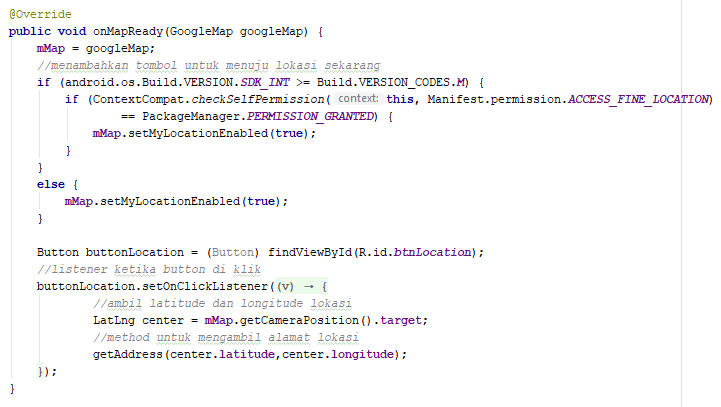 @Override
public void onMapReady(GoogleMap googleMap) {
    mMap = googleMap;
    //menambahkan tombol untuk menuju lokasi sekarang
    if (android.os.Build.VERSION.SDK_INT >= Build.VERSION_CODES.M) {
        if (ContextCompat.checkSelfPermission( context: this, Manifest.permission.ACCESS_FINE_LOCATION)
                == PackageManager.PERMISSION_GRANTED) {
            mMap.setMyLocationEnabled(true);
        }
    }
    else {
        mMap.setMyLocationEnabled(true);
    }

    Button buttonLocation = (Button) findViewById(R.id.btnLocation);
    //listener ketika button di klik
    buttonLocation.setOnClickListener((v) → {
            //ambil latitude dan longitude lokasi
            LatLng center = mMap.getCameraPosition().target;
            //method untuk mengambil alamat lokasi
            getAddress(center.latitude,center.longitude);
    });
}